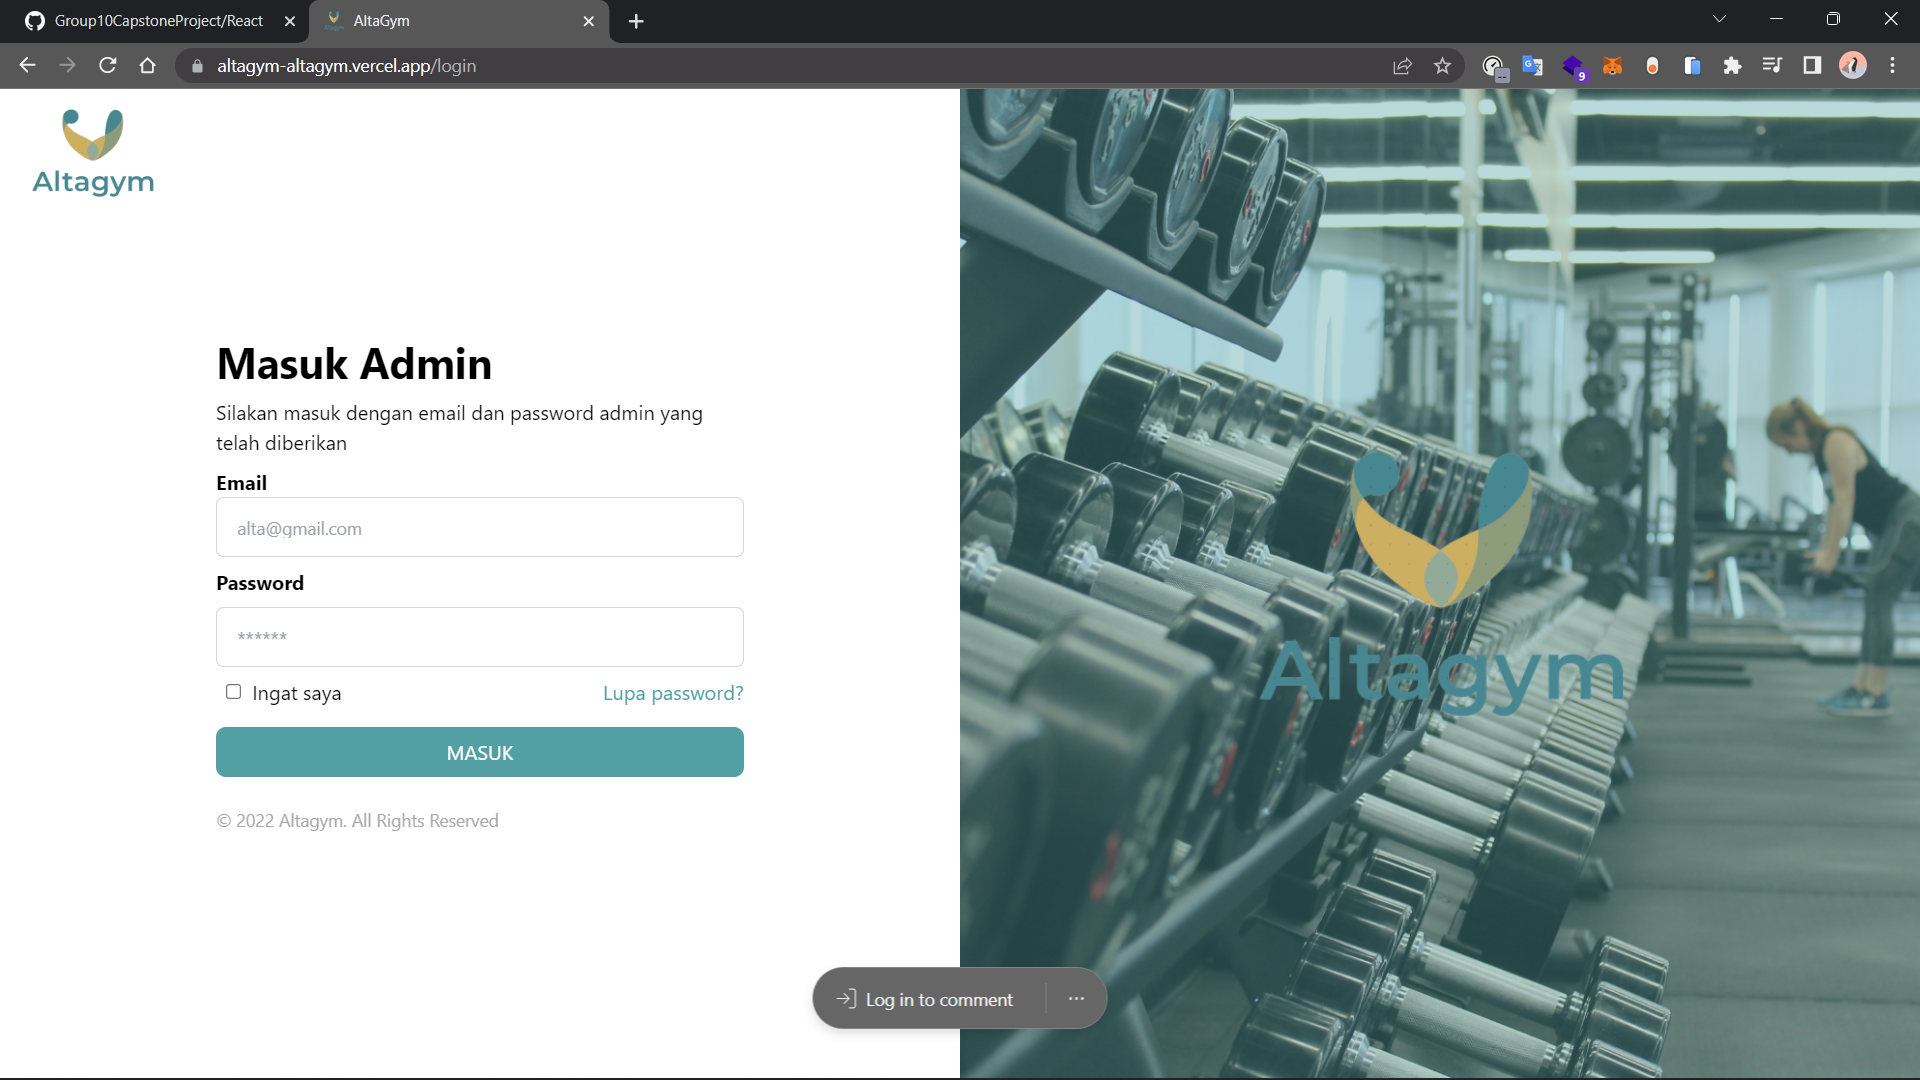 Group10CapstoneProject/React
AltaGym
altagym-altagym.vercel.app/login
9
Altagym
Masuk Admin
Silakan masuk dengan email dan password admin yang
telah diberikan
Email
alta@gmail.com
Password
******
Ingat saya
Lupa password?
MASUK
© 2022 Altagym. All Rights Reserved
Altagym
Log in to comment